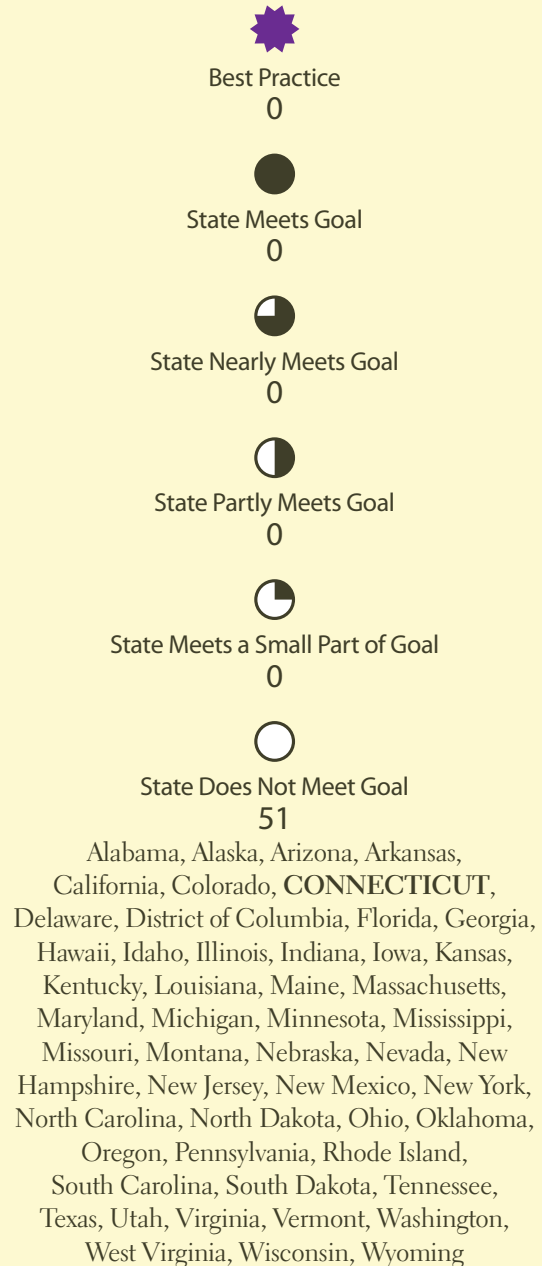 Best Practice
0
State Meets Goal
0
State Nearly Meets Goal
0
State Partly Meets Goal
0
State Meets a Small Part of Goal
0
State Does Not Meet Goal
51
Alabama, Alaska, Arizona, Arkansas,
California, Colorado, CONNECTICUT,
Delaware, District of Columbia, Florida, Georgia,
Hawaii, Idaho, Illinois, Indiana, Iowa, Kansas,
Kentucky, Louisiana, Maine, Massachusetts,
Maryland, Michigan, Minnesota, Mississippi,
Missouri, Montana, Nebraska, Nevada, New
Hampshire, New Jersey, New Mexico, New York,
North Carolina, North Dakota, Ohio, Oklahoma,
Oregon, Pennsylvania, Rhode Island,
South Carolina, South Dakota, Tennessee,
Texas, Utah, Virginia, Vermont, Washington,
West Virginia, Wisconsin, Wyoming